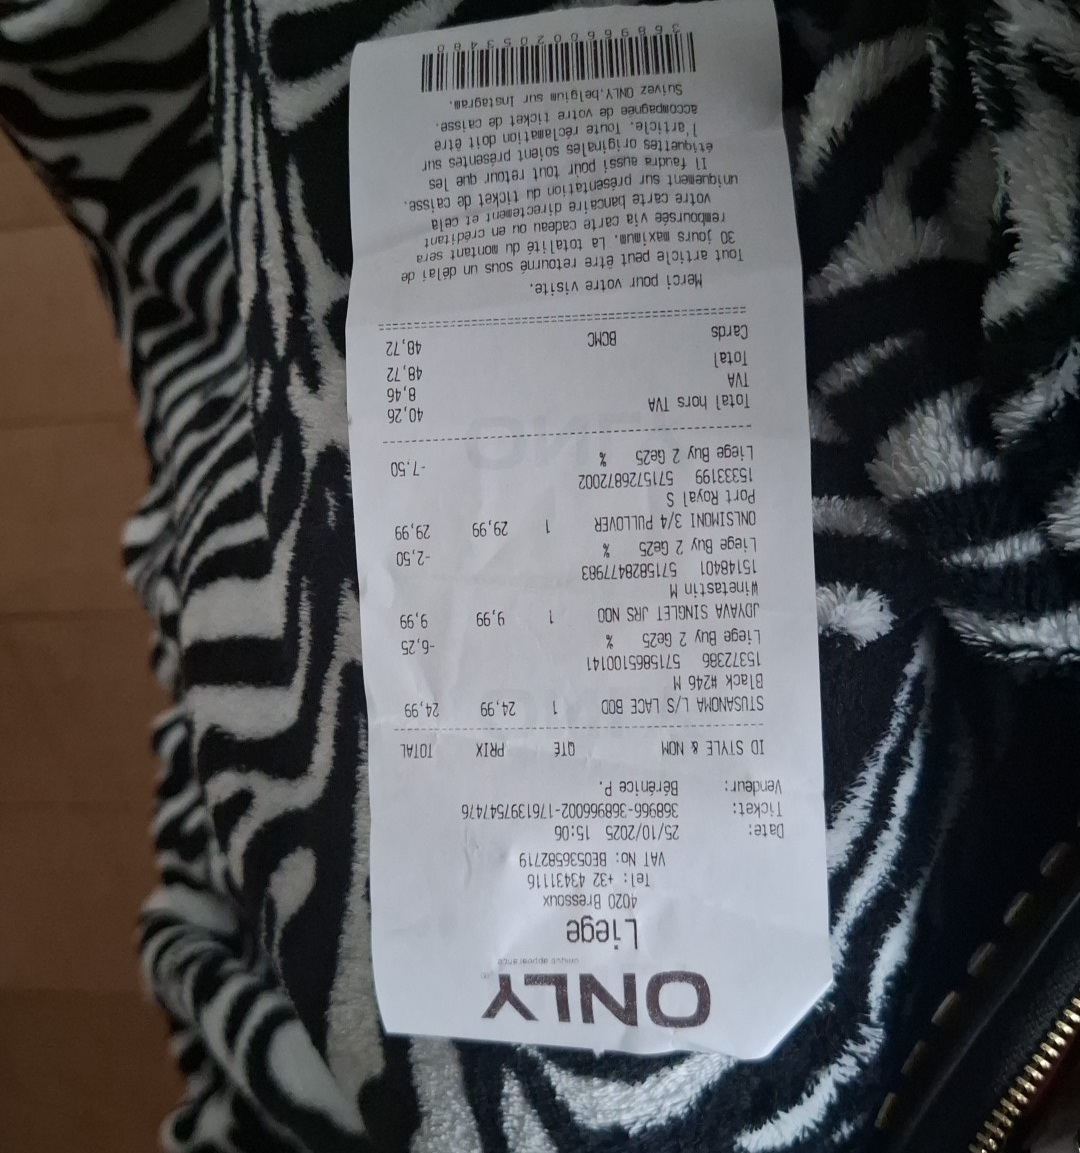 ONLY
unique appearance
Liege
4020 Bressoux
Tel: +32 43431116
VAT No: BE0536582719
Date: 25/10/2025 15:06
Ticket: 368966-368966002-1761397547476
Vendeur: Bérénice P.
ID STYLE & NOM QTÉ PRIX TOTAL
STUSANOMA L/S LACE BOD 1 24,99 24,99
Black #246 M
15372386 5715865100141
Liege Buy 2 Ge25 % -6,25
JDYAVA SINGLET JRS NOO 1 9,99 9,99
Winetastin M
15148401 5715828477983
Liege Buy 2 Ge25 % -2,50
ONLSIMONI 3/4 PULLOVER 1 29,99 29,99
Port Royal S
15333199 5715726872002
Liege Buy 2 Ge25 % -7,50
Total hors TVA 40,26
TVA 8,46
Total 48,72
Cards BCMC 48,72
Merci pour votre visite.
Tout article peut être retourné sous un délai de
30 jours maximum. La totalité du montant sera
remboursée via carte cadeau ou en créditant
votre carte bancaire directement et cela
uniquement sur présentation du ticket de caisse.
Il faudra aussi pour tout retour que les
étiquettes originales soient présentes sur
l'article. Toute réclamation doit être
accompagnée de votre ticket de caisse.
Suivez ONLY.belgium sur Instagram.